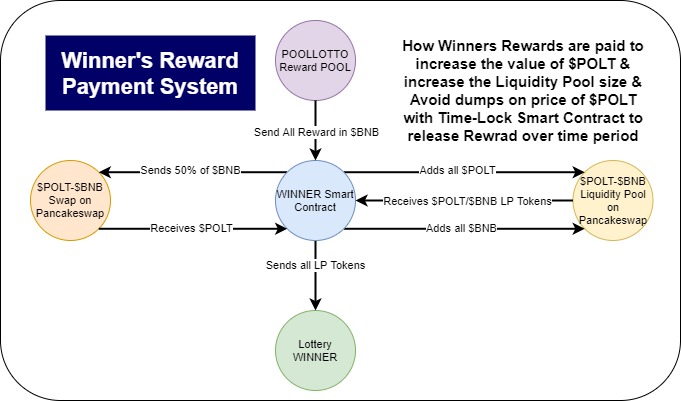 Winner's Reward
Payment System
POOLLOTTO
Reward POOL
How Winners Rewards are paid to
increase the value of $POLT &
increase the Liquidity Pool size &
Avoid dumps on price of $POLT
with Time-Lock Smart Contract to
release Rewrad over time period
Send All Reward in $BNB
Sends 50% of $BNB
Adds all $POLT
$POLT-$BNB
Swap on
Pancakeswap
WINNER Smart
Contract
Receives $POLT/$BNB LP Tokens
$POLT-$BNB
Liquidity Pool
on
Pancakeswap
Receives $POLT
Adds all $BNB
Sends all LP Tokens
Lottery
WINNER